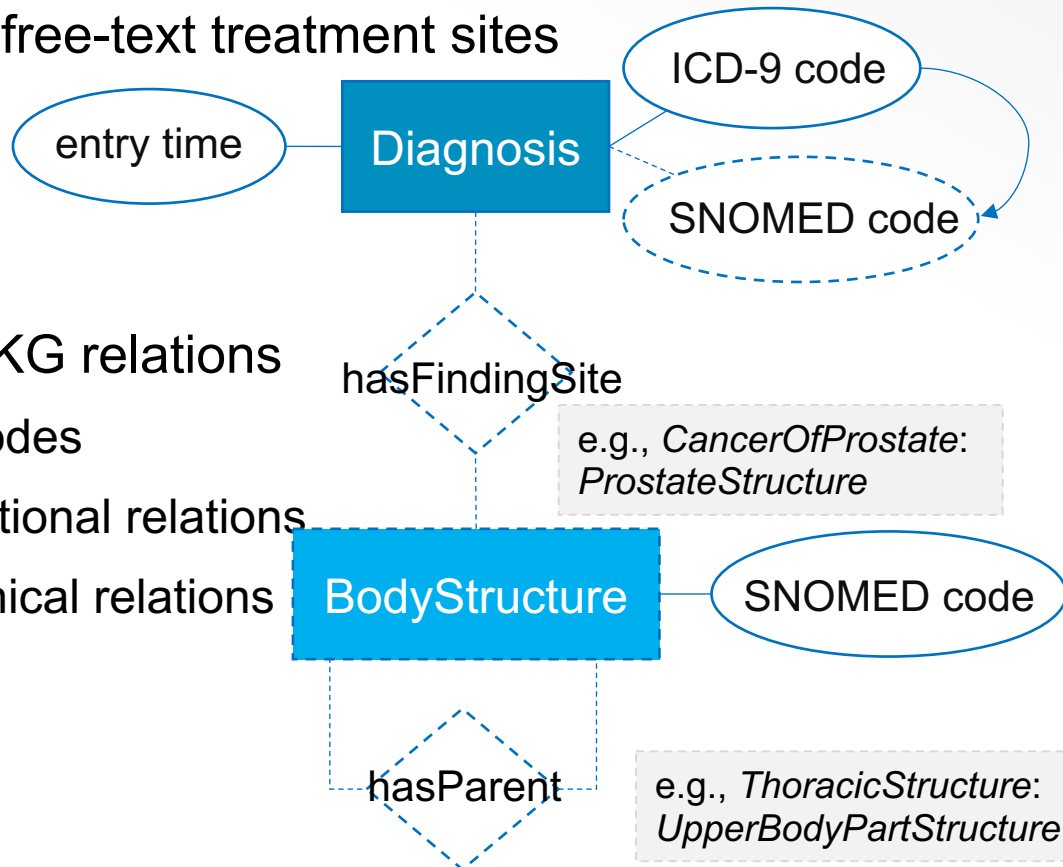 free-text treatment sites
ICD-9 code
entry time
Diagnosis
SNOMED code
KG relations
hasFindingSite
odes
e.g., CancerOfProstate:
ProstateStructure
tional relations
nical relations
BodyStructure
SNOMED code
hasParent
e.g., ThoracicStructure:
UpperBodyPartStructure